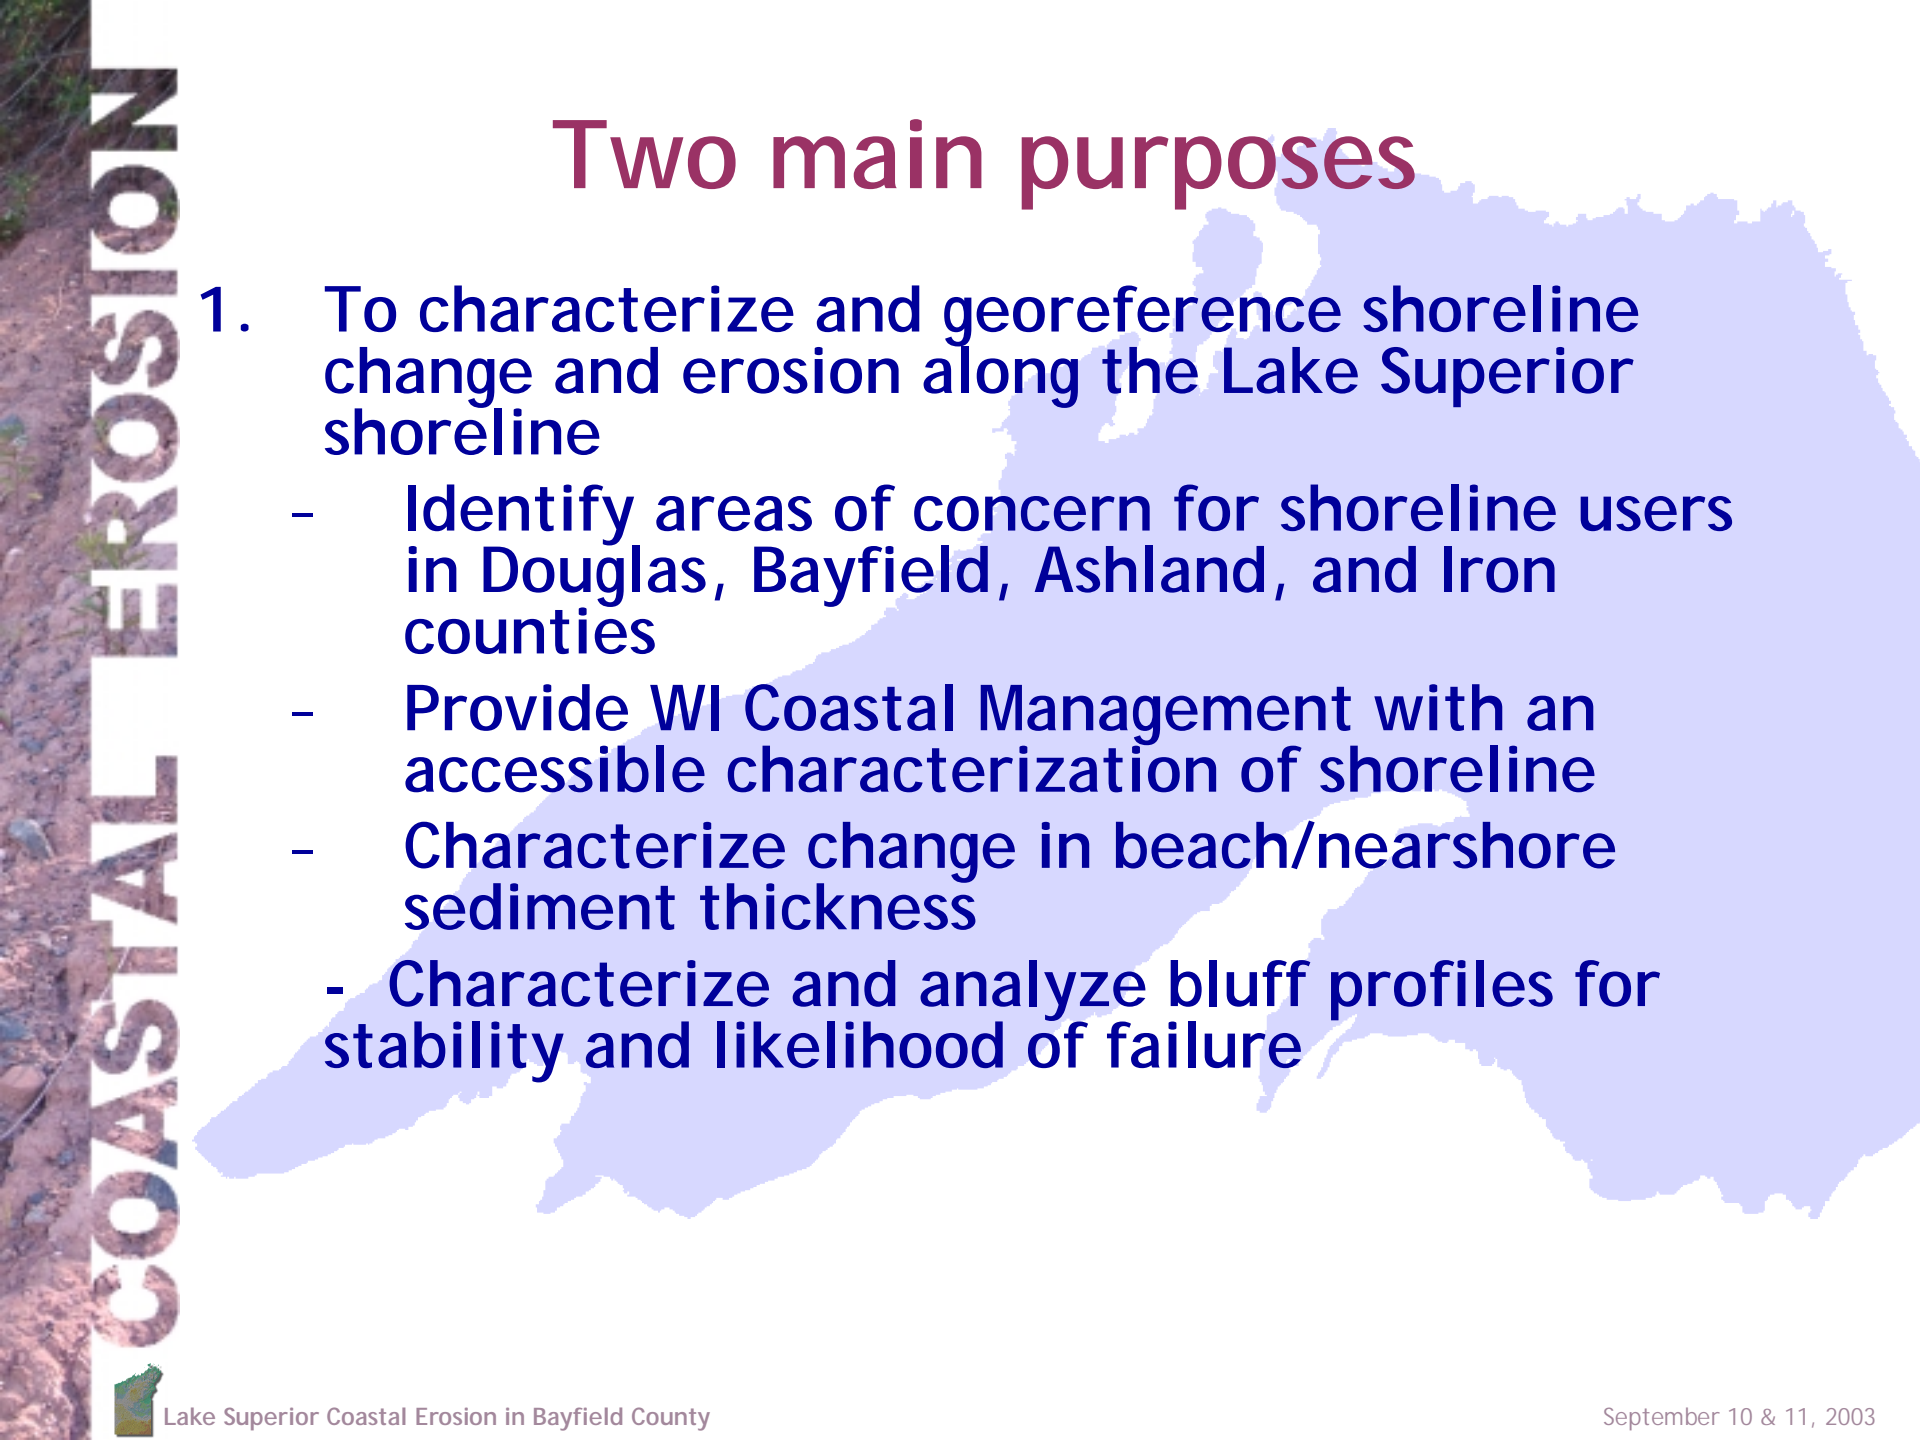 COASTAL EROSION
Two main purposes
1. To characterize and georeference shoreline
change and erosion along the Lake Superior
shoreline
– Identify areas of concern for shoreline users
in Douglas, Bayfield, Ashland, and Iron
counties
– Provide WI Coastal Management with an
accessible characterization of shoreline
– Characterize change in beach/nearshore
sediment thickness
- Characterize and analyze bluff profiles for
stability and likelihood of failure
Lake Superior Coastal Erosion in Bayfield County
September 10 & 11, 2003